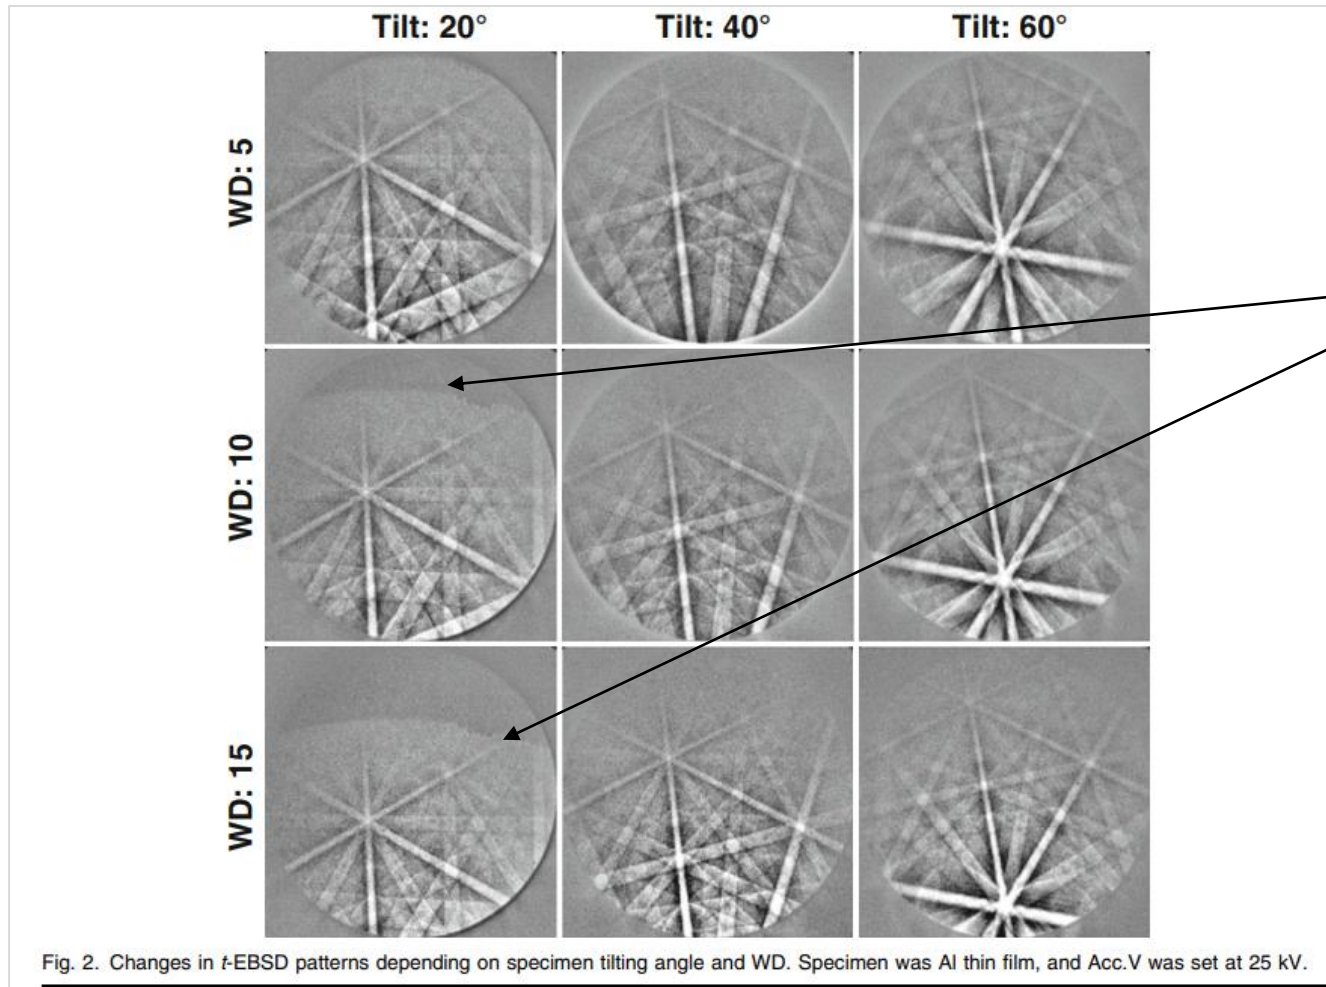 Tilt: 20° Tilt: 40° Tilt: 60°
WD: 5
WD: 10
WD: 15
Fig. 2. Changes in t-EBSD patterns depending on specimen tilting angle and WD. Specimen was Al thin film, and Acc.V was set at 25 kV.